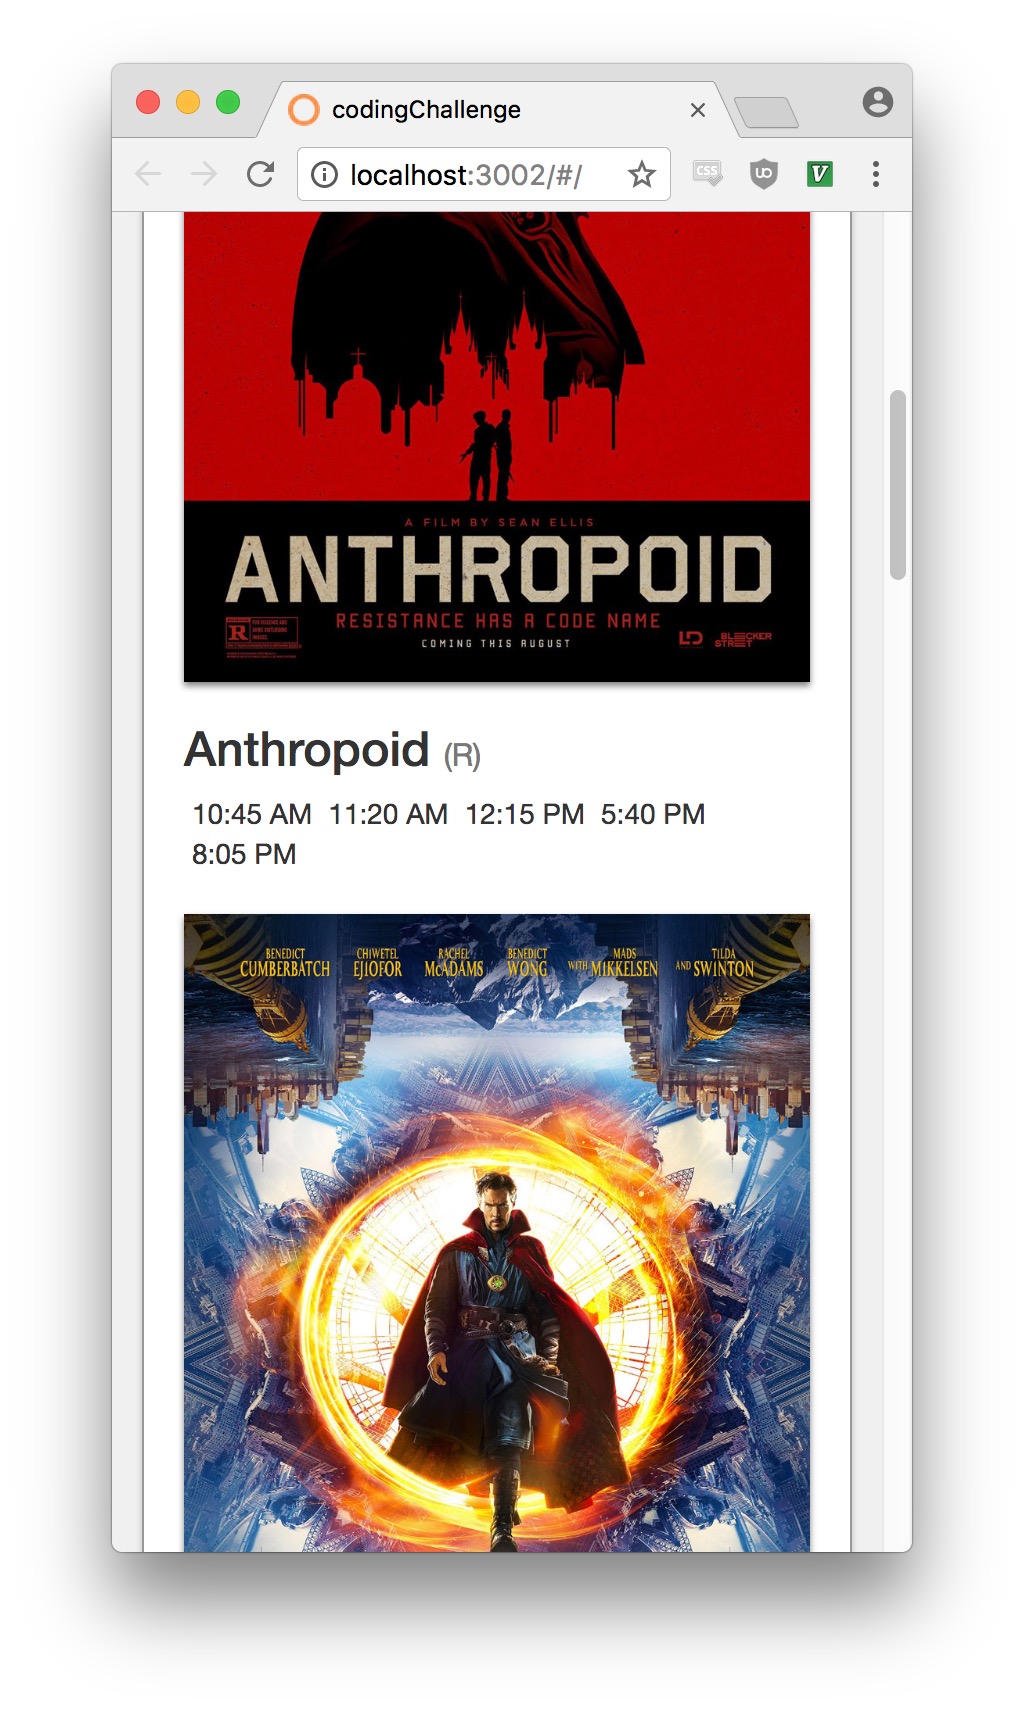 codingChallenge
localhost:3002/#/
CSS
V
A FILM BY SEAN ELLIS
ANTHROPOID
RESISTANCE HAS A CODE NAME
R
COMING THIS AUGUST
LD BLEECKER STREET
Anthropoid (R)
10:45 AM 11:20 AM 12:15 PM 5:40 PM
8:05 PM
BENEDICT CUMBERBATCH CHIWETEL EJIOFOR RACHEL McADAMS BENEDICT WONG WITH MADS MIKKELSEN AND TILDA SWINTON